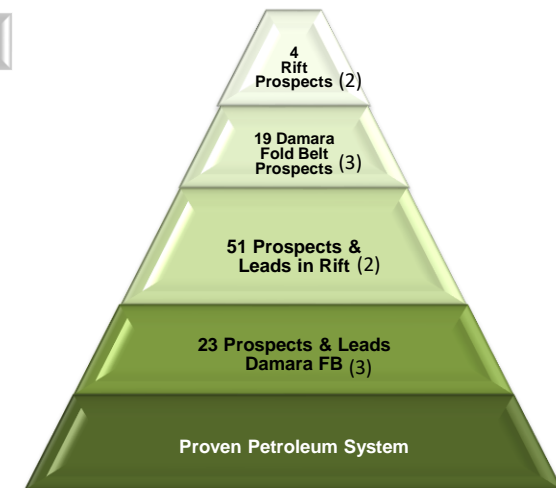 4
Rift
Prospects (2)
19 Damara
Fold Belt
Prospects (3)
51 Prospects &
Leads in Rift (2)
23 Prospects & Leads
Damara FB (3)
Proven Petroleum System